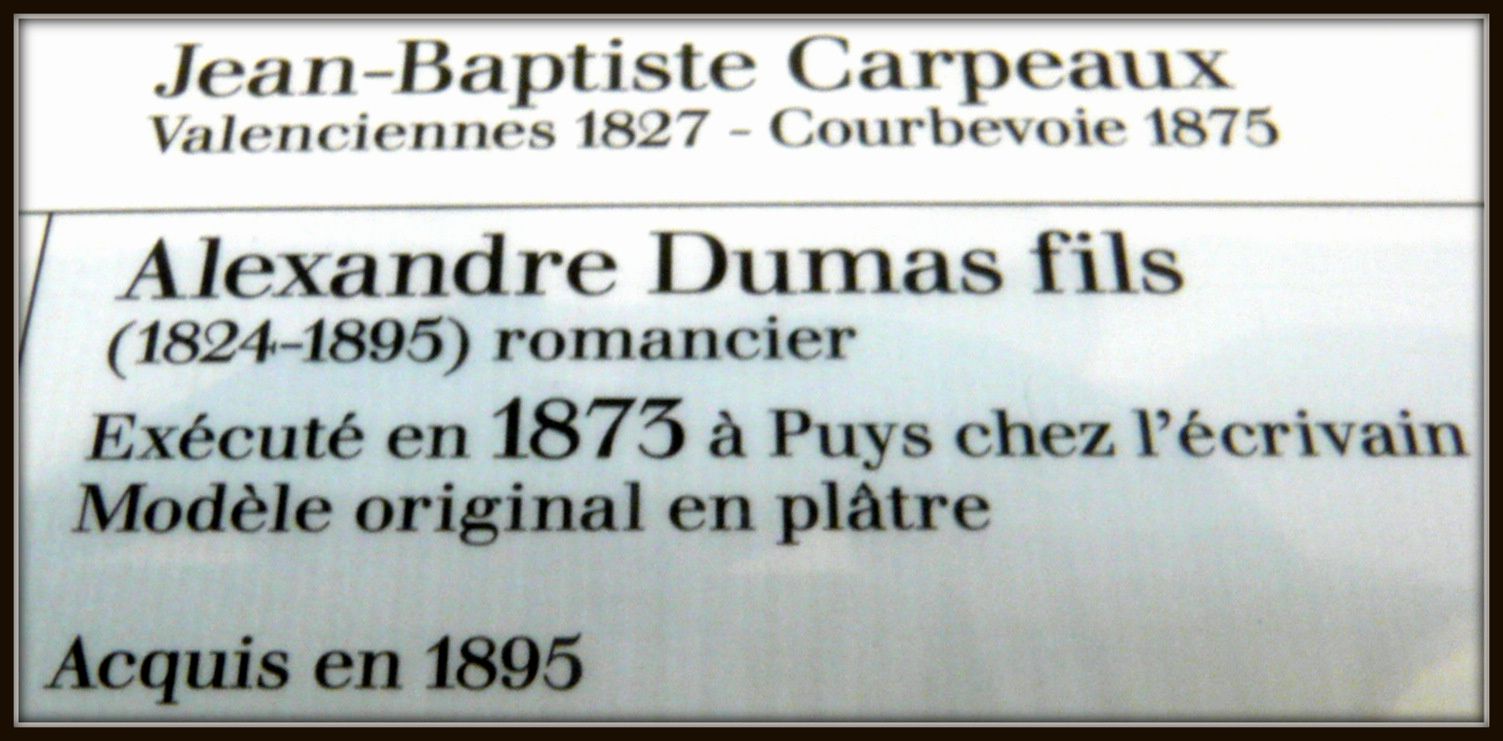 Jean-Baptiste Carpeaux
Valenciennes 1827 - Courbevoie 1875
Alexandre Dumas fils
(1824-1895) romancier
Exécuté en 1873 à Puys chez l'écrivain
Modèle original en plâtre
Acquis en 1895